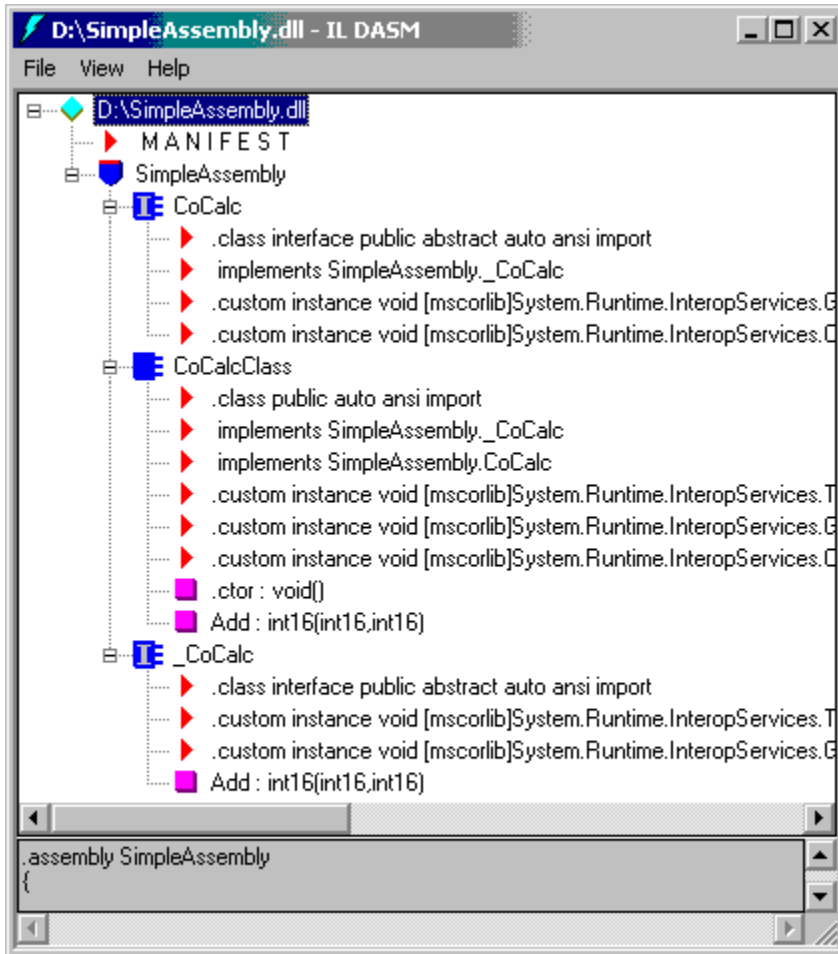 D:\SimpleAssembly.dll - IL DASM
File View Help
D:\SimpleAssembly.dll
M A N I F E S T
SimpleAssembly
CoCalc
.class interface public abstract auto ansi import
implements SimpleAssembly._CoCalc
.custom instance void [mscorlib]System.Runtime.InteropServices.G
.custom instance void [mscorlib]System.Runtime.InteropServices.C
CoCalcClass
.class public auto ansi import
implements SimpleAssembly._CoCalc
implements SimpleAssembly.CoCalc
.custom instance void [mscorlib]System.Runtime.InteropServices.T
.custom instance void [mscorlib]System.Runtime.InteropServices.G
.custom instance void [mscorlib]System.Runtime.InteropServices.C
.ctor : void()
Add : int16(int16,int16)
_CoCalc
.class interface public abstract auto ansi import
.custom instance void [mscorlib]System.Runtime.InteropServices.T
.custom instance void [mscorlib]System.Runtime.InteropServices.G
Add : int16(int16,int16)
.assembly SimpleAssembly
{